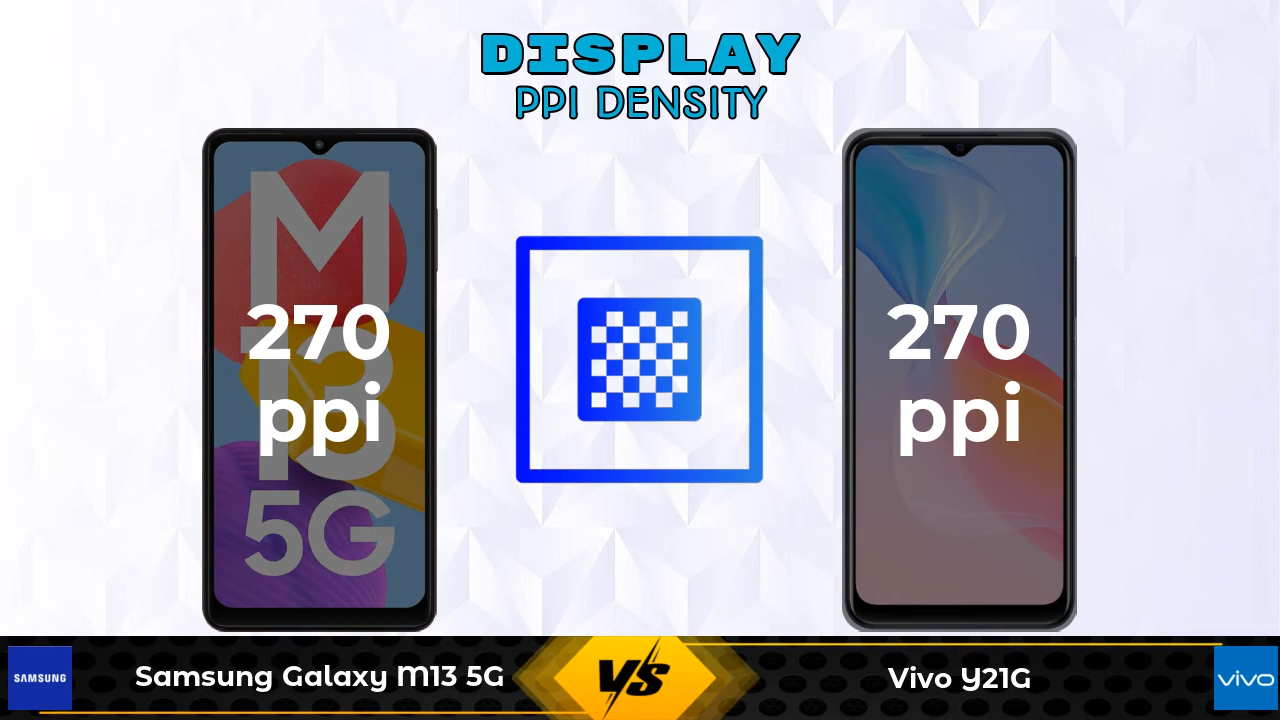 DISPLAY
PPI DENSITY
M
13
5G
270
ppi
270
ppi
SAMSUNG
Samsung Galaxy M13 5G
VS
Vivo Y21G
vivo